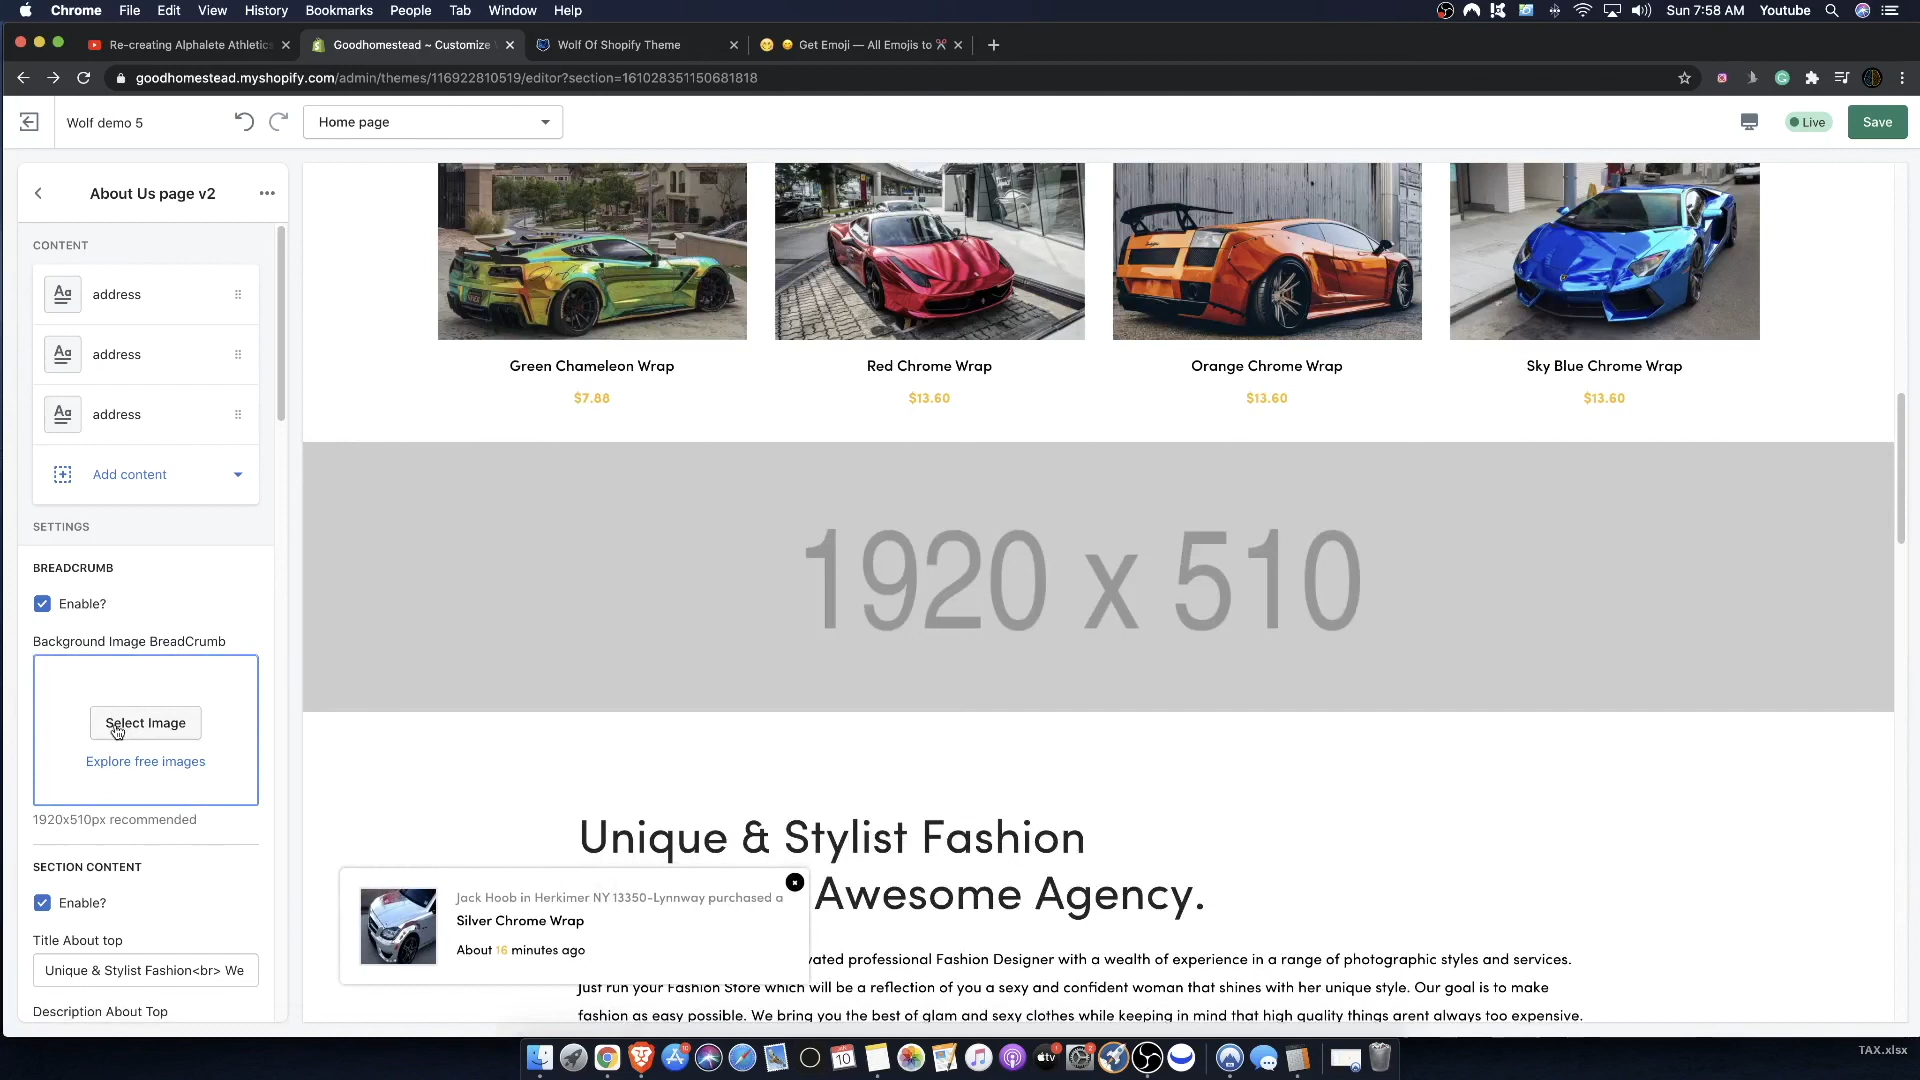 Chrome File Edit View History Bookmarks People Tab Window Help Sun 7:58 AM Youtube
Re-creating Alphalete Athletics Goodhomestead ~ Customize Wolf Of Shopify Theme Get Emoji — All Emojis to
goodhomestead.myshopify.com/admin/themes/116922810519/editor?section=161028351150681818
Wolf demo 5 Home page Live Save
About Us page v2
CONTENT
Aa address
Aa address
Aa address
Add content
SETTINGS
BREADCRUMB
Enable?
Background Image BreadCrumb
Select Image
Explore free images
1920x510px recommended
SECTION CONTENT
Enable?
Title About top
Unique & Stylist Fashion<br> We
Description About Top
Green Chameleon Wrap Red Chrome Wrap Orange Chrome Wrap Sky Blue Chrome Wrap
$7.88 $13.60 $13.60 $13.60
1920 x 510
Unique & Stylist Fashion
Awesome Agency.
Jack Hoob in Herkimer NY 13350-Lynnway purchased a
Silver Chrome Wrap
About 16 minutes ago
vated professional Fashion Designer with a wealth of experience in a range of photographic styles and services.
Just run your Fashion Store which will be a reflection of you a sexy and confident woman that shines with her unique style. Our goal is to make
fashion as easy possible. We bring you the best of glam and sexy clothes while keeping in mind that high quality things arent always too expensive.
TAX.xlsx